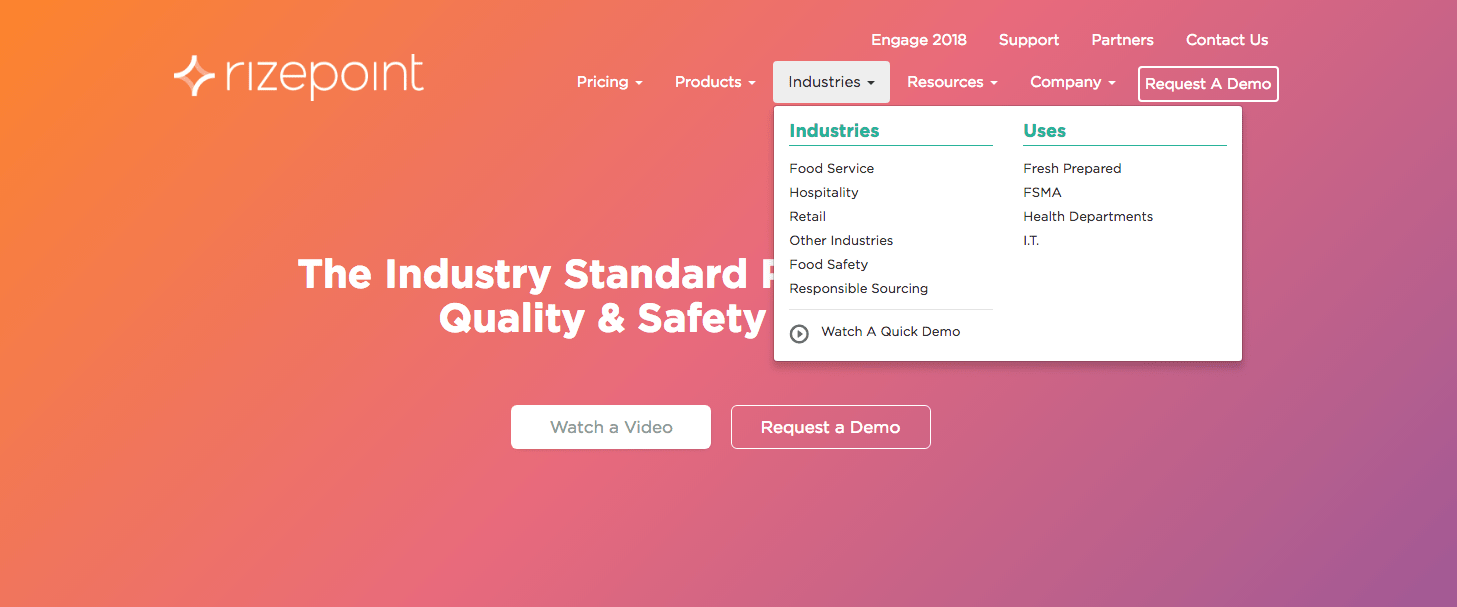 Engage 2018 Support Partners Contact Us
rizepoint
Pricing Products Industries Resources Company Request A Demo
Industries
Food Service
Hospitality
Retail
Other Industries
Food Safety
Responsible Sourcing
Watch A Quick Demo
Uses
Fresh Prepared
FSMA
Health Departments
I.T.
The Industry Standard
Quality & Safety
Watch a Video
Request a Demo